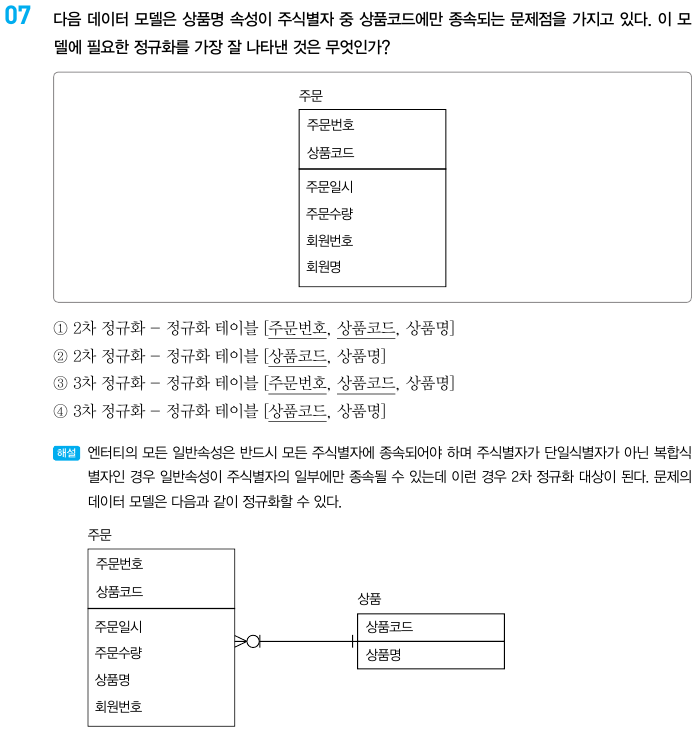 07 다음 데이터 모델은 상품명 속성이 주식별자 중 상품코드에만 종속되는 문제점을 가지고 있다. 이 모
델에 필요한 정규화를 가장 잘 나타낸 것은 무엇인가?
주문
주문번호
상품코드
주문일시
주문수량
회원번호
회원명
① 2차 정규화 – 정규화 테이블 [주문번호, 상품코드, 상품명]
② 2차 정규화 – 정규화 테이블 [상품코드, 상품명]
③ 3차 정규화 – 정규화 테이블 [주문번호, 상품코드, 상품명]
④ 3차 정규화 – 정규화 테이블 [상품코드, 상품명]
해설 엔터티의 모든 일반속성은 반드시 모든 주식별자에 종속되어야 하며 주식별자가 단일식별자가 아닌 복합식
별자인 경우 일반속성이 주식별자의 일부에만 종속될 수 있는데 이런 경우 2차 정규화 대상이 된다. 문제의
데이터 모델은 다음과 같이 정규화할 수 있다.
주문
주문번호
상품코드
주문일시
주문수량
상품명
회원번호
상품
상품코드
상품명